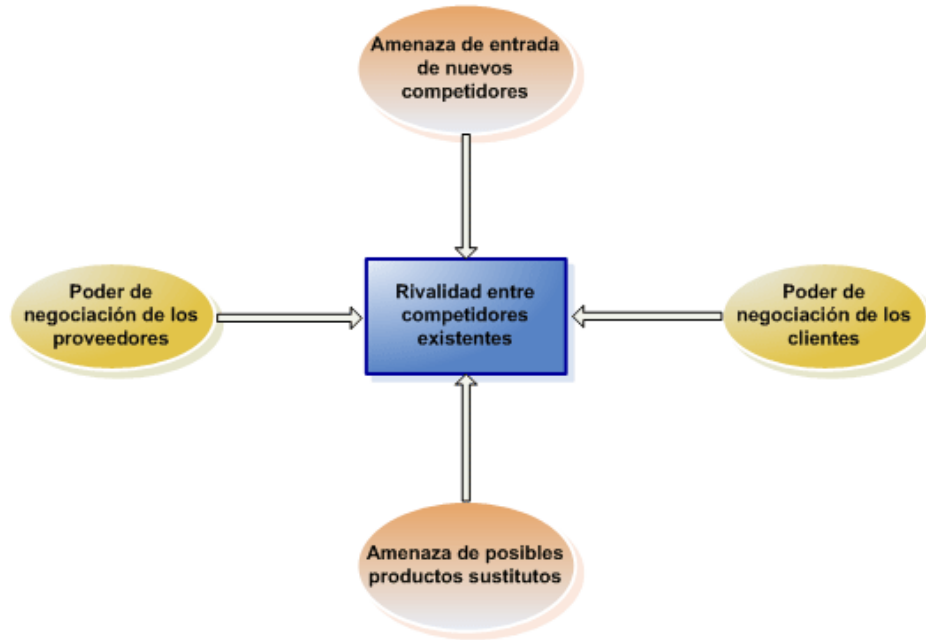 Amenaza de entrada
de nuevos
competidores
Poder de
negociación de los
proveedores
Rivalidad entre
competidores
existentes
Poder de
negociación de los
clientes
Amenaza de posibles
productos sustitutos